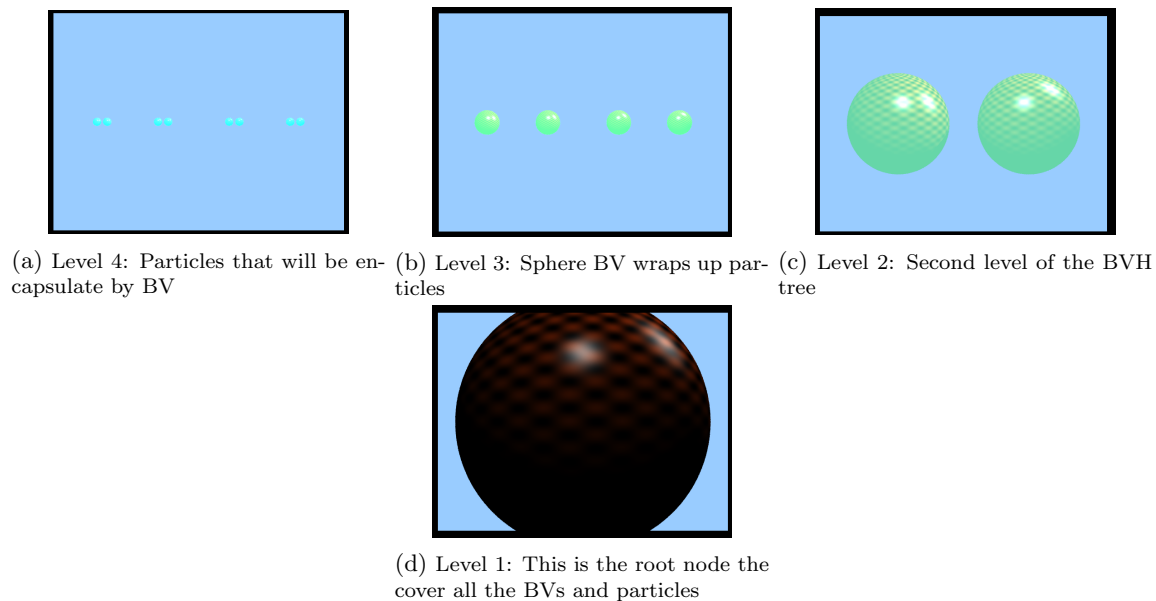 (a) Level 4: Particles that will be en-
capsulate by BV
(b) Level 3: Sphere BV wraps up par-
ticles
(c) Level 2: Second level of the BVH
tree
(d) Level 1: This is the root node the
cover all the BVs and particles